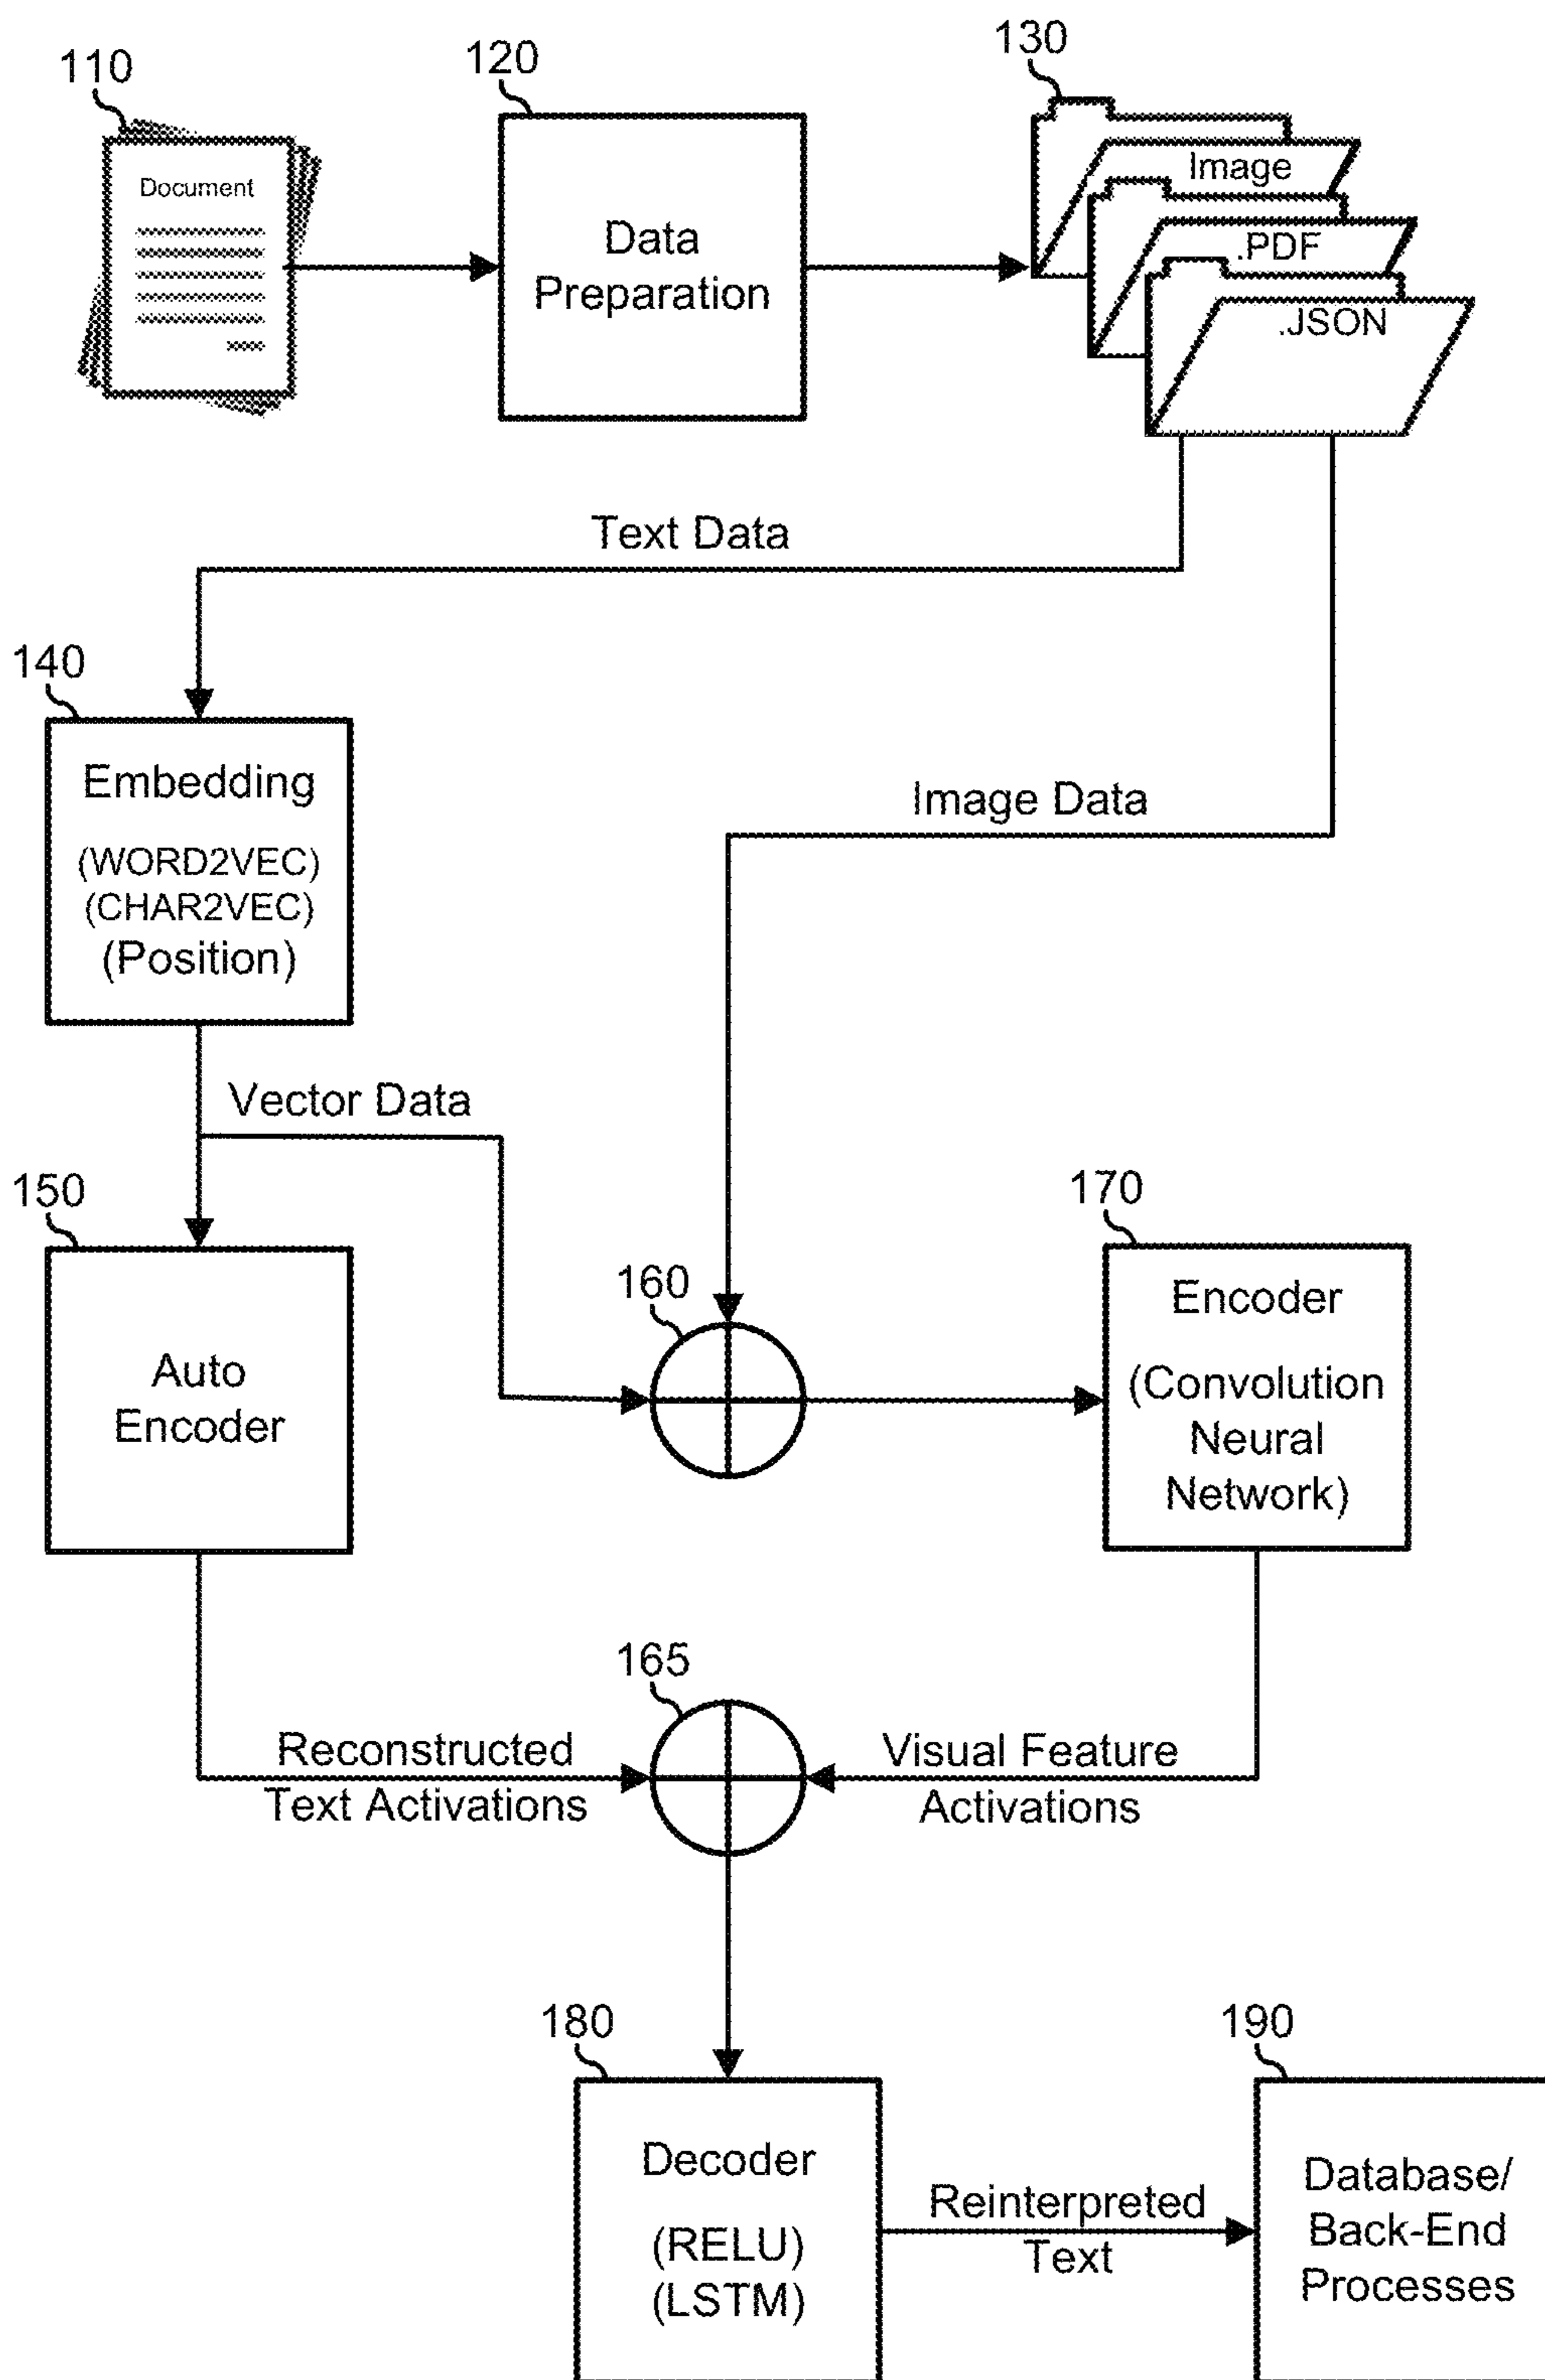 110
120
130
Document
Data
Preparation
Image
.PDF
.JSON
Text Data
140
Embedding
(WORD2VEC)
(CHAR2VEC)
(Position)
Image Data
Vector Data
150
Auto
Encoder
160
170
Encoder
(Convolution
Neural
Network)
165
Reconstructed
Text Activations
Visual Feature
Activations
180
Decoder
(RELU)
(LSTM)
Reinterpreted
Text
190
Database/
Back-End
Processes